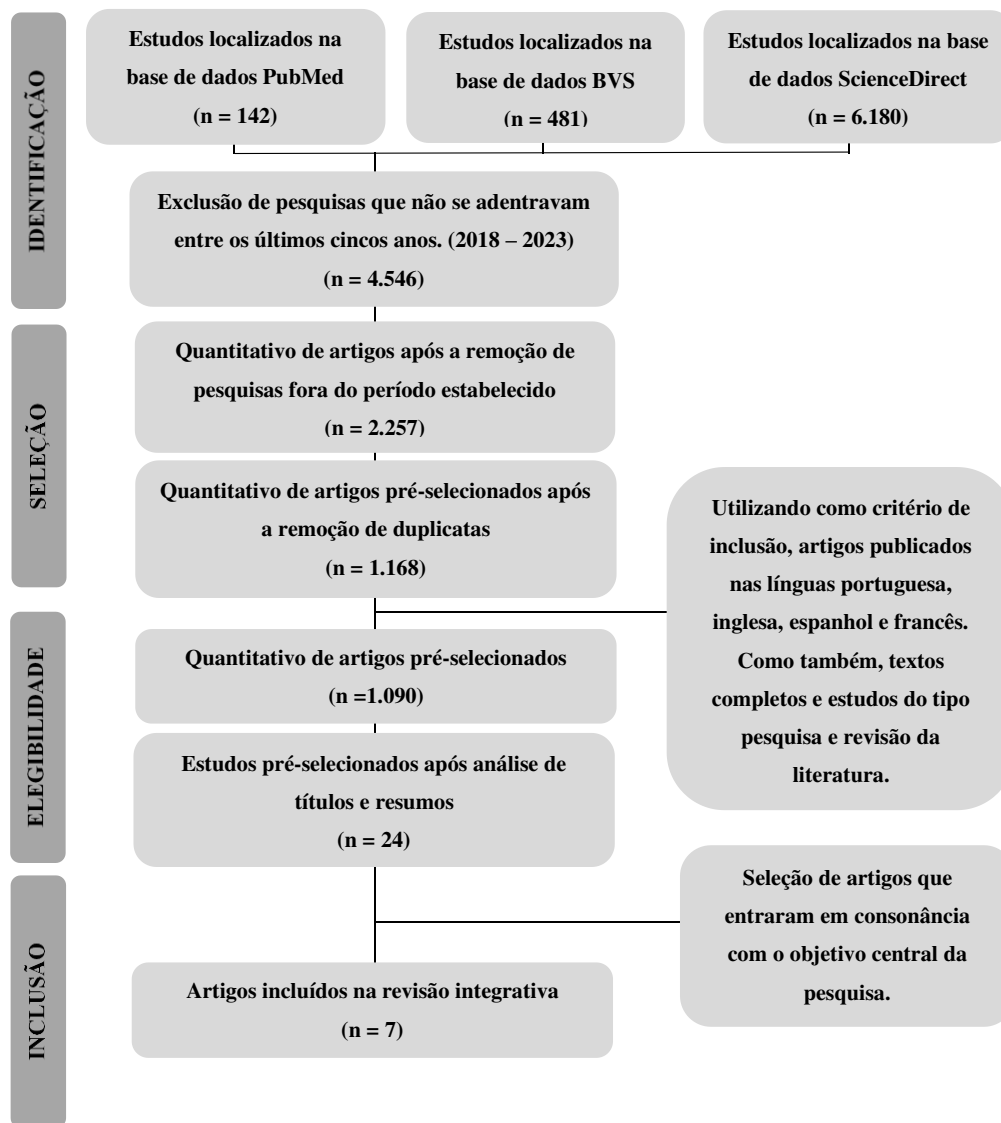 IDENTIFICAÇÃO
Estudos localizados na
base de dados PubMed
(n = 142)
Estudos localizados na
base de dados BVS
(n = 481)
Estudos localizados na base
de dados ScienceDirect
(n = 6.180)
Exclusão de pesquisas que não se adentravam
entre os últimos cincos anos. (2018 – 2023)
(n = 4.546)
SELEÇÃO
Quantitativo de artigos após a remoção de
pesquisas fora do período estabelecido
(n = 2.257)
Quantitativo de artigos pré-selecionados após
a remoção de duplicatas
(n = 1.168)
Utilizando como critério de
inclusão, artigos publicados
nas línguas portuguesa,
inglesa, espanhol e francês.
Como também, textos
completos e estudos do tipo
pesquisa e revisão da
literatura.
ELEGIBILIDADE
Quantitativo de artigos pré-selecionados
(n =1.090)
Estudos pré-selecionados após análise de
títulos e resumos
(n = 24)
Seleção de artigos que
entraram em consonância
com o objetivo central da
pesquisa.
INCLUSÃO
Artigos incluídos na revisão integrativa
(n = 7)